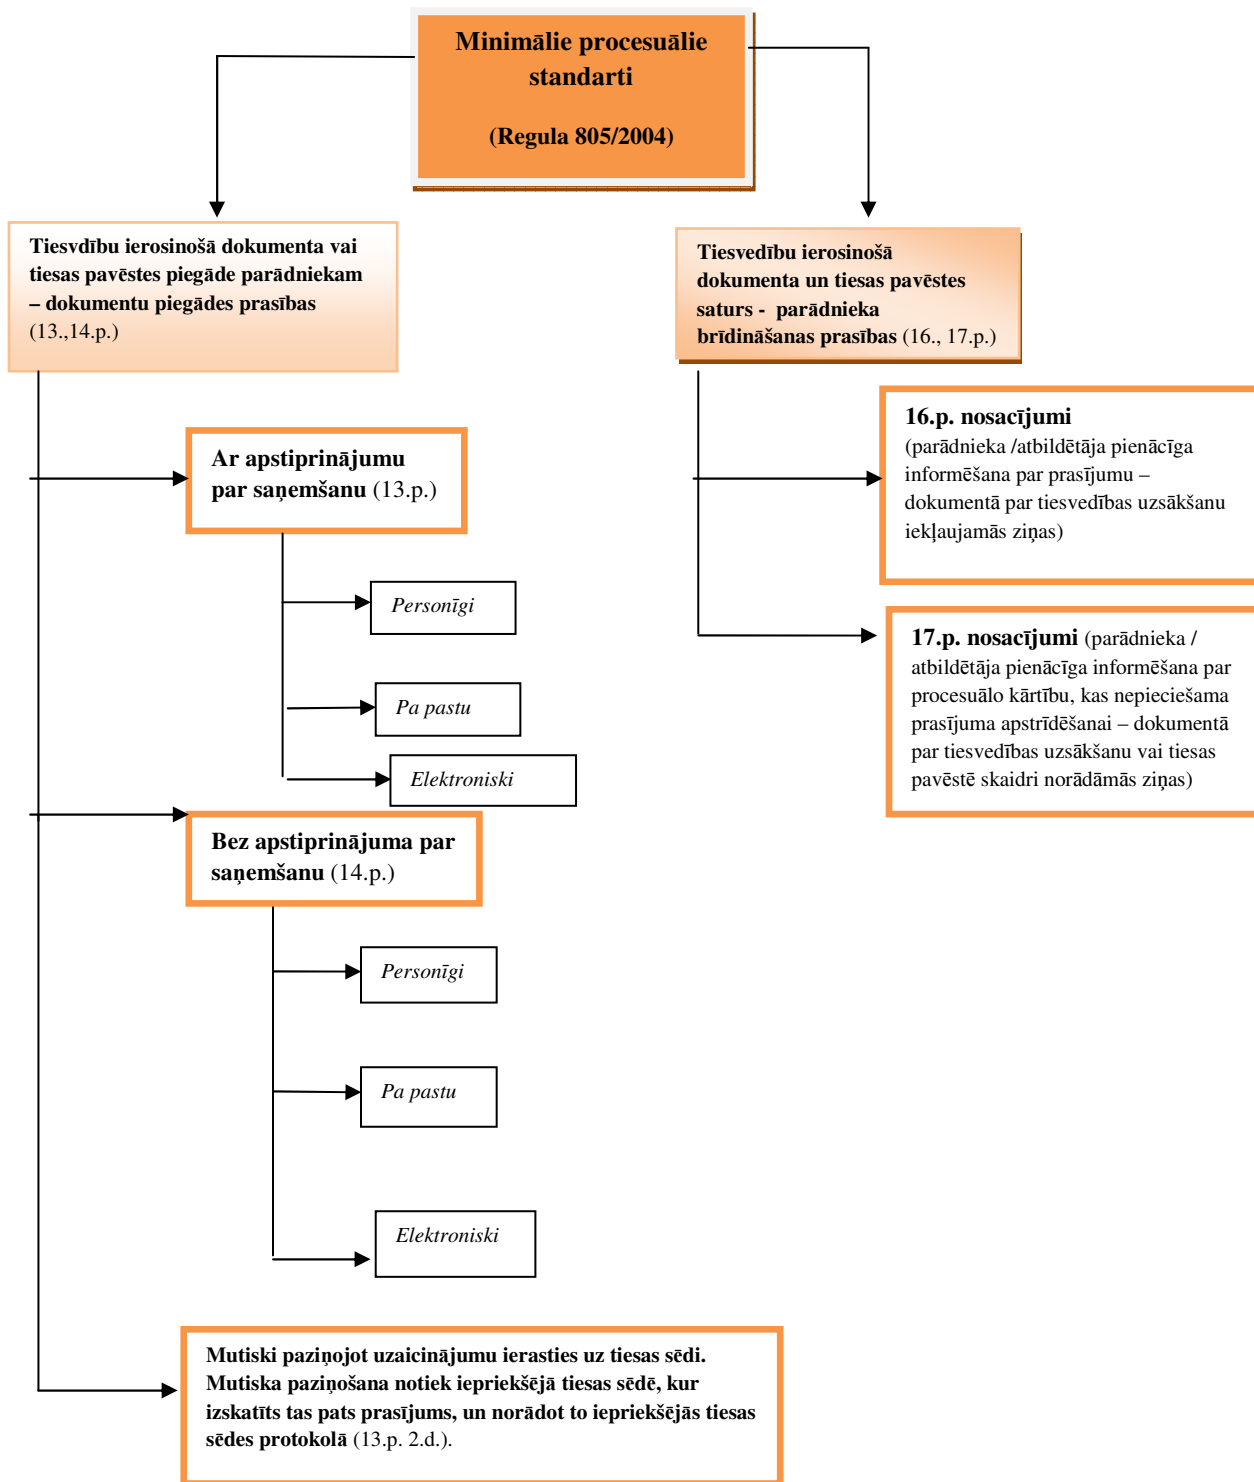 Minimālie procesuālie
standarti
(Regula 805/2004)
Tiesvdību ierosinošā dokumenta vai
tiesas pavēstes piegāde parādniekam
– dokumentu piegādes prasības
(13.,14.p.)
Tiesvedību ierosinošā
dokumenta un tiesas pavēstes
saturs -  parādnieka
brīdināšanas prasības (16., 17.p.)
16.p. nosacījumi
(parādnieka /atbildētāja pienācīga
informēšana par prasījumu –
dokumentā par tiesvedības uzsākšanu
iekļaujamās ziņas)
Ar apstiprinājumu
par saņemšanu (13.p.)
Personīgi
Pa pastu
Elektroniski
17.p. nosacījumi (parādnieka /
atbildētāja pienācīga informēšana par
procesuālo kārtību, kas nepieciešama
prasījuma apstrīdēšanai – dokumentā
par tiesvedības uzsākšanu vai tiesas
pavēstē skaidri norādāmās ziņas)
Bez apstiprinājuma par
saņemšanu (14.p.)
Personīgi
Pa pastu
Elektroniski
Mutiski paziņojot uzaicinājumu ierasties uz tiesas sēdi.
Mutiska paziņošana notiek iepriekšējā tiesas sēdē, kur
izskatīts tas pats prasījums, un norādot to iepriekšējās tiesas
sēdes protokolā (13.p. 2.d.).